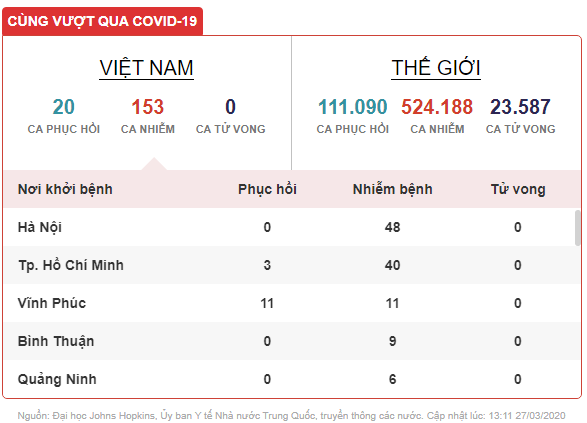 CÙNG VƯỢT QUA COVID-19
VIỆT NAM
THẾ GIỚI
20 153 0
111.090 524.188 23.587
CA PHỤC HỒI CA NHIỄM CA TỬ VONG
CA PHỤC HỒI CA NHIỄM CA TỬ VONG
Nơi khởi bệnh Phục hồi Nhiễm bệnh Tử vong
Hà Nội 0 48 0
Tp. Hồ Chí Minh 3 40 0
Vĩnh Phúc 11 11 0
Bình Thuận 0 9 0
Quảng Ninh 0 6 0
Nguồn: Đại học Johns Hopkins, Ủy ban Y tế Nhà nước Trung Quốc, truyền thông các nước. Cập nhật lúc: 13:11 27/03/2020